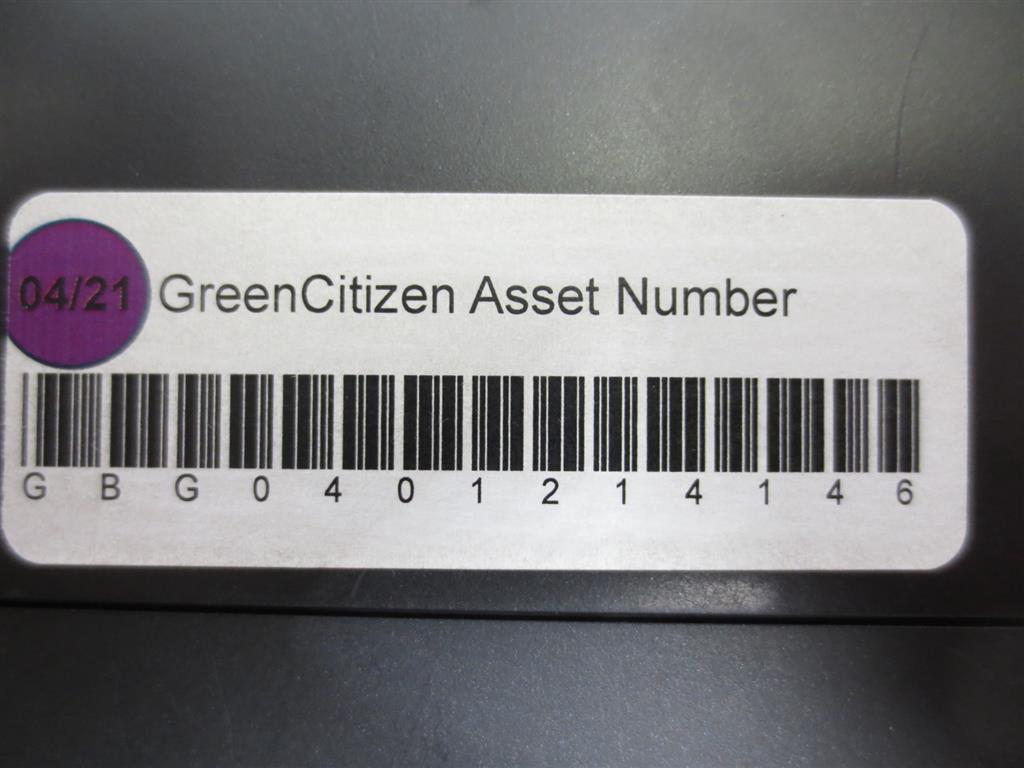 04/21 GreenCitizen Asset Number
G B G 0 4 0 1 2 1 4 1 4 6